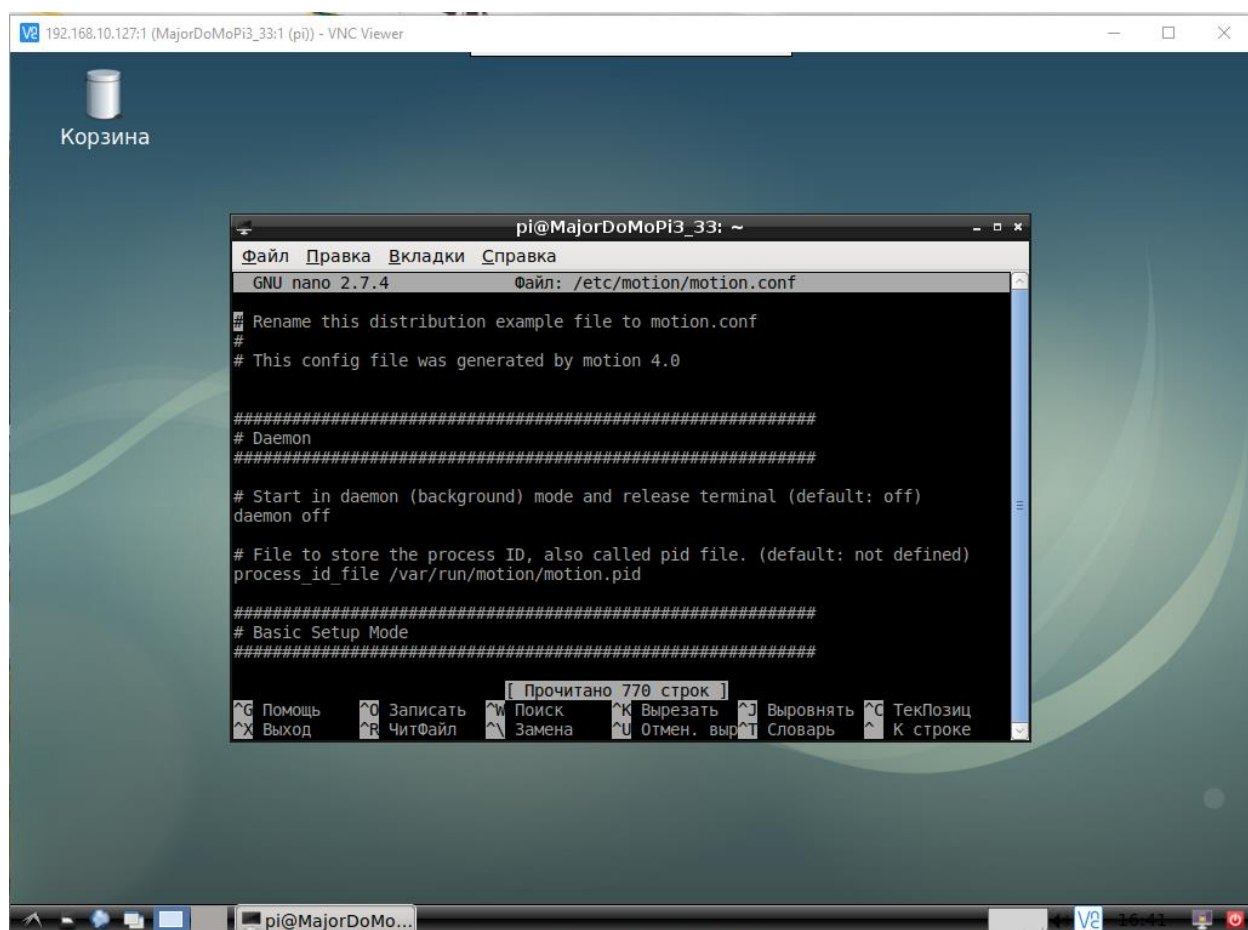 192.168.10.127:1 (MajorDoMoPi3_33:1 (pi)) - VNC Viewer
Корзина
pi@MajorDoMoPi3_33: ~
Файл Правка Вкладки Справка
GNU nano 2.7.4 Файл: /etc/motion/motion.conf
# Rename this distribution example file to motion.conf
#
# This config file was generated by motion 4.0
############################################################
# Daemon
############################################################
# Start in daemon (background) mode and release terminal (default: off)
daemon off
# File to store the process ID, also called pid file. (default: not defined)
process_id_file /var/run/motion/motion.pid
############################################################
# Basic Setup Mode
############################################################
[ Прочитано 770 строк ]
^G Помощь ^O Записать ^W Поиск ^K Вырезать ^J Выровнять ^C ТекПозиц
^X Выход ^R ЧитФайл ^\ Замена ^U Отмен. выр^T Словарь ^ К строке
pi@MajorDoMo... 16:41